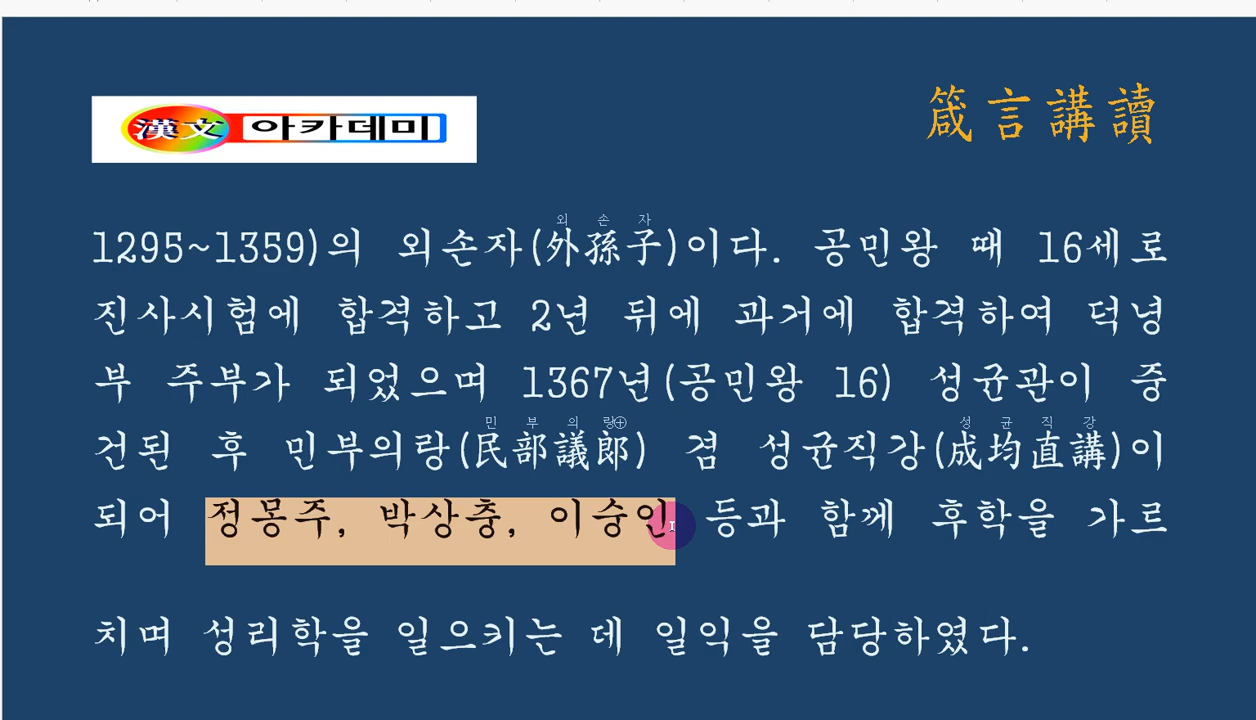 漢文 아카데미
箴言講讀
1295~1359)의 외손자(外孫子)이다. 공민왕 때 16세로
외 손 자
진사시험에 합격하고 2년 뒤에 과거에 합격하여 덕녕
부 주부가 되었으며 1367년(공민왕 16) 성균관이 중
민 부 의 랑⊕ 성 균 직 강
건된 후 민부의랑(民部議郎) 겸 성균직강(成均直講)이
되어 정몽주, 박상충, 이숭인 등과 함께 후학을 가르
치며 성리학을 일으키는 데 일익을 담당하였다.